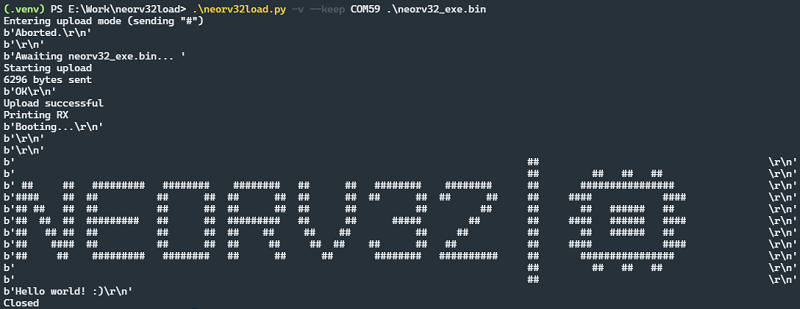 (.venv) PS E:\Work\neorv32load> .\neorv32load.py -v --keep COM59 .\neorv32_exe.bin
Entering upload mode (sending "#")
b'Aborted.\r\n'
b'\r\n'
b'Awaiting neorv32_exe.bin... '
Starting upload
6296 bytes sent
b'OK\r\n'
Upload successful
Printing RX
b'Booting...\r\n'
b'\r\n'
b'\r\n'
b'                                                                                      ##                                      \r\n'
b'                                                                                      ##         ##   ##   ##                \r\n'
b' ##     ##   #########   ########    ########   ##      ##   ########    #######      ##       ################              \r\n'
b'####    ##  ##          ##      ##  ##      ##  ##      ##  ##      ##  ##     ##     ##     ####            ####            \r\n'
b'## ##   ##  ##          ##      ##  ##      ##  ##      ##          ##         ##     ##       ##   ######   ##              \r\n'
b'##  ##  ##  #########   ##      ##  #########   ##      ##      #####         ##      ##     ####   ######   ####            \r\n'
b'##   ## ##  ##          ##      ##  ##    ##     ##    ##           ##      ##        ##       ##   ######   ##              \r\n'
b'##    ####  ##          ##      ##  ##     ##     ##  ##    ##      ##    ##          ##     ####            ####            \r\n'
b'##     ##    #########   ########   ##      ##      ##       ########   ##########    ##       ################              \r\n'
b'                                                                                      ##         ##   ##   ##                \r\n'
b'                                                                                      ##                                      \r\n'
b'Hello world! :)\r\n'
Closed